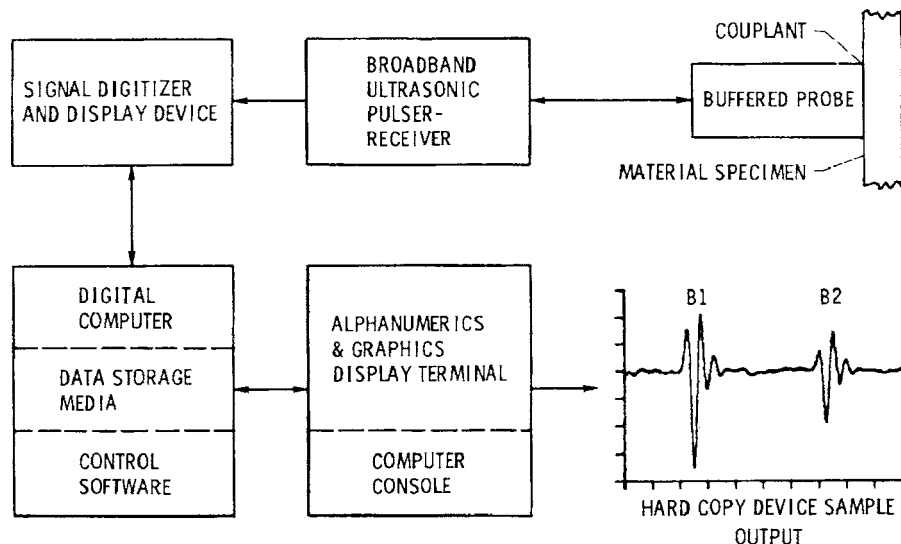 SIGNAL DIGITIZER
AND DISPLAY DEVICE
BROADBAND
ULTRASONIC
PULSER-
RECEIVER
COUPLANT
BUFFERED PROBE
MATERIAL SPECIMEN
DIGITAL
COMPUTER
DATA STORAGE
MEDIA
CONTROL
SOFTWARE
ALPHANUMERICS
& GRAPHICS
DISPLAY TERMINAL
COMPUTER
CONSOLE
B1
B2
HARD COPY DEVICE SAMPLE
OUTPUT